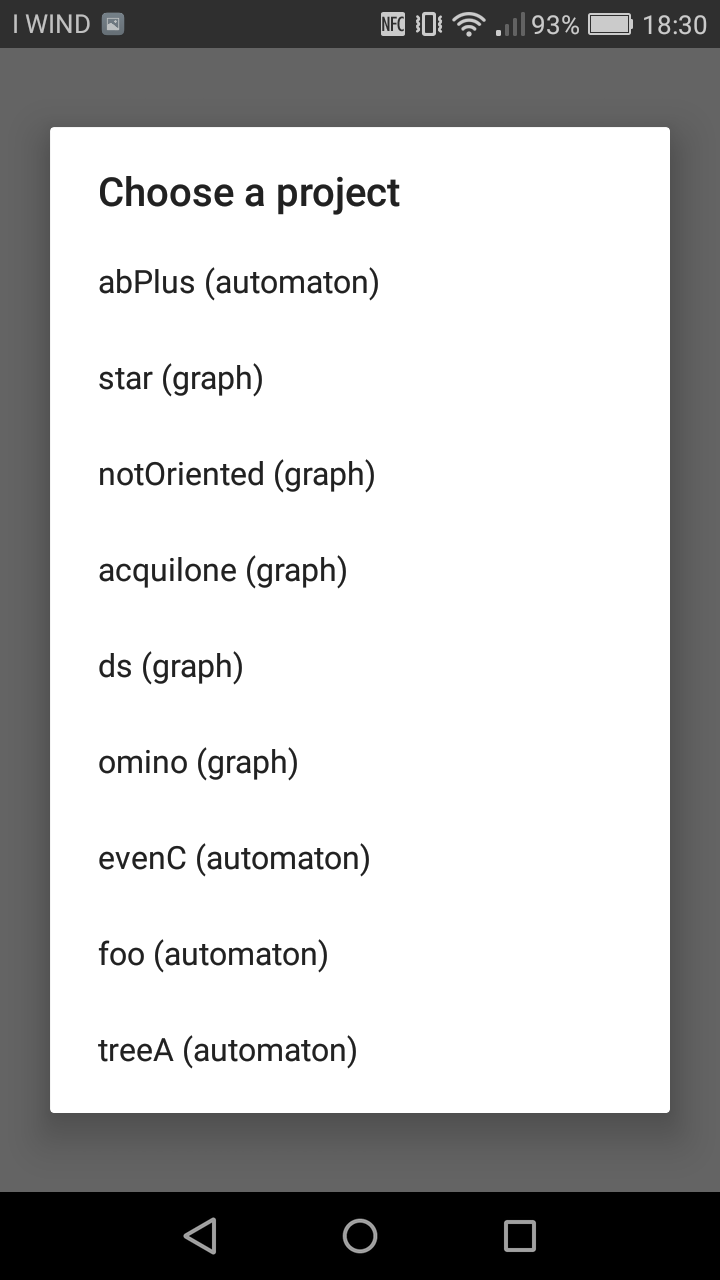 I WIND NFC 93% 18:30
Choose a project
abPlus (automaton)
star (graph)
notOriented (graph)
acquilone (graph)
ds (graph)
omino (graph)
evenC (automaton)
foo (automaton)
treeA (automaton)